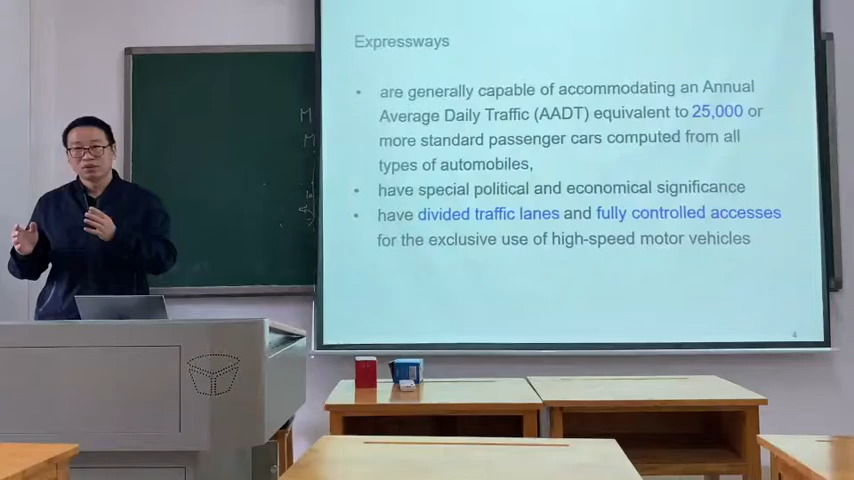 Expressways
• are generally capable of accommodating an Annual
Average Daily Traffic (AADT) equivalent to 25,000 or
more standard passenger cars computed from all
types of automobiles,
• have special political and economical significance
• have divided traffic lanes and fully controlled accesses
for the exclusive use of high-speed motor vehicles
4